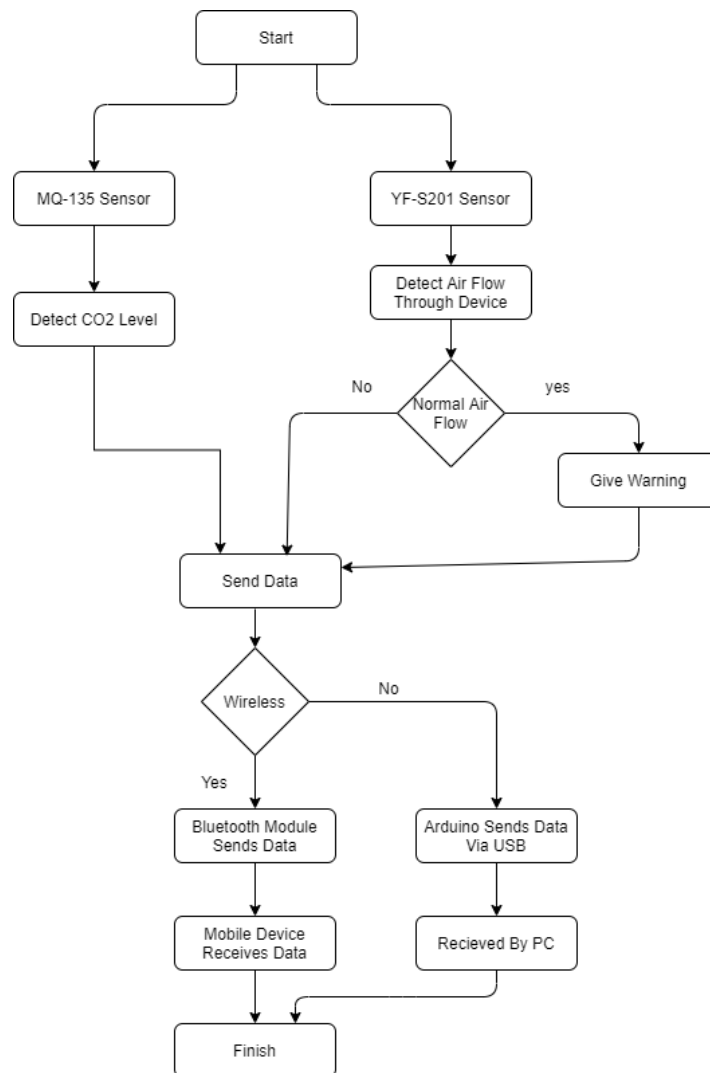 Start
MQ-135 Sensor
YF-S201 Sensor
Detect CO2 Level
Detect Air Flow
Through Device
No
Normal Air
Flow
yes
Give Warning
Send Data
Wireless
No
Yes
Bluetooth Module
Sends Data
Arduino Sends Data
Via USB
Mobile Device
Receives Data
Recieved By PC
Finish